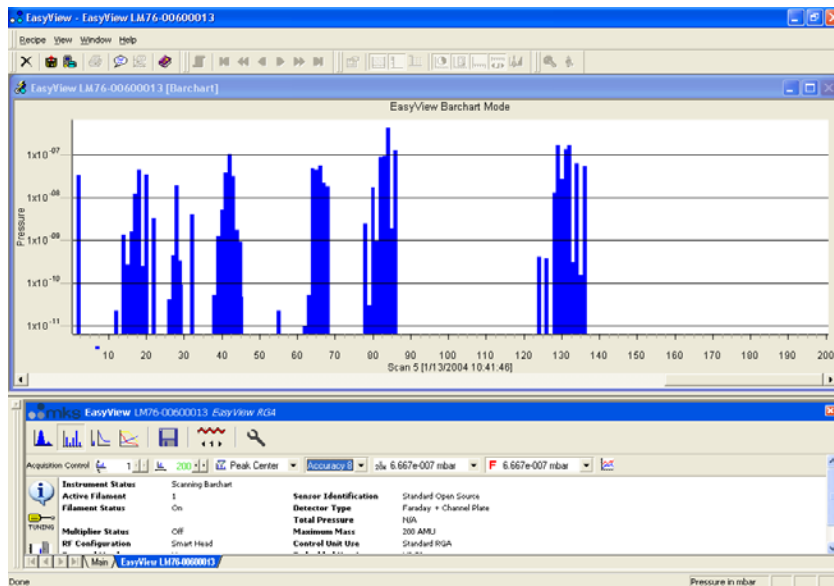 EasyView - EasyView LM76-00600013
Recipe View Window Help
EasyView LM76-00600013 [Barchart]
EasyView Barchart Mode
1x10-07
1x10-08
1x10-09
1x10-10
1x10-11
Pressure
10 20 30 40 50 60 70 80 90 100 110 120 130 140 150 160 170 180 190 200
Scan 5 [1/13/2004 10:41:46]
mks EasyView LM76-00600013 EasyView RGA
Acquisition Control 1 200 Peak Center Accuracy 8 6.667e-007 mbar F 6.667e-007 mbar
Instrument Status Scanning Barchart
Active Filament 1 Sensor Identification Standard Open Source
Filament Status On Detector Type Faraday + Channel Plate
TUNING Total Pressure N/A
Multiplier Status Off Maximum Mass 200 AMU
RF Configuration Smart Head Control Unit Use Standard RGA
Main EasyView LM76-00600013
Done Pressure in mbar